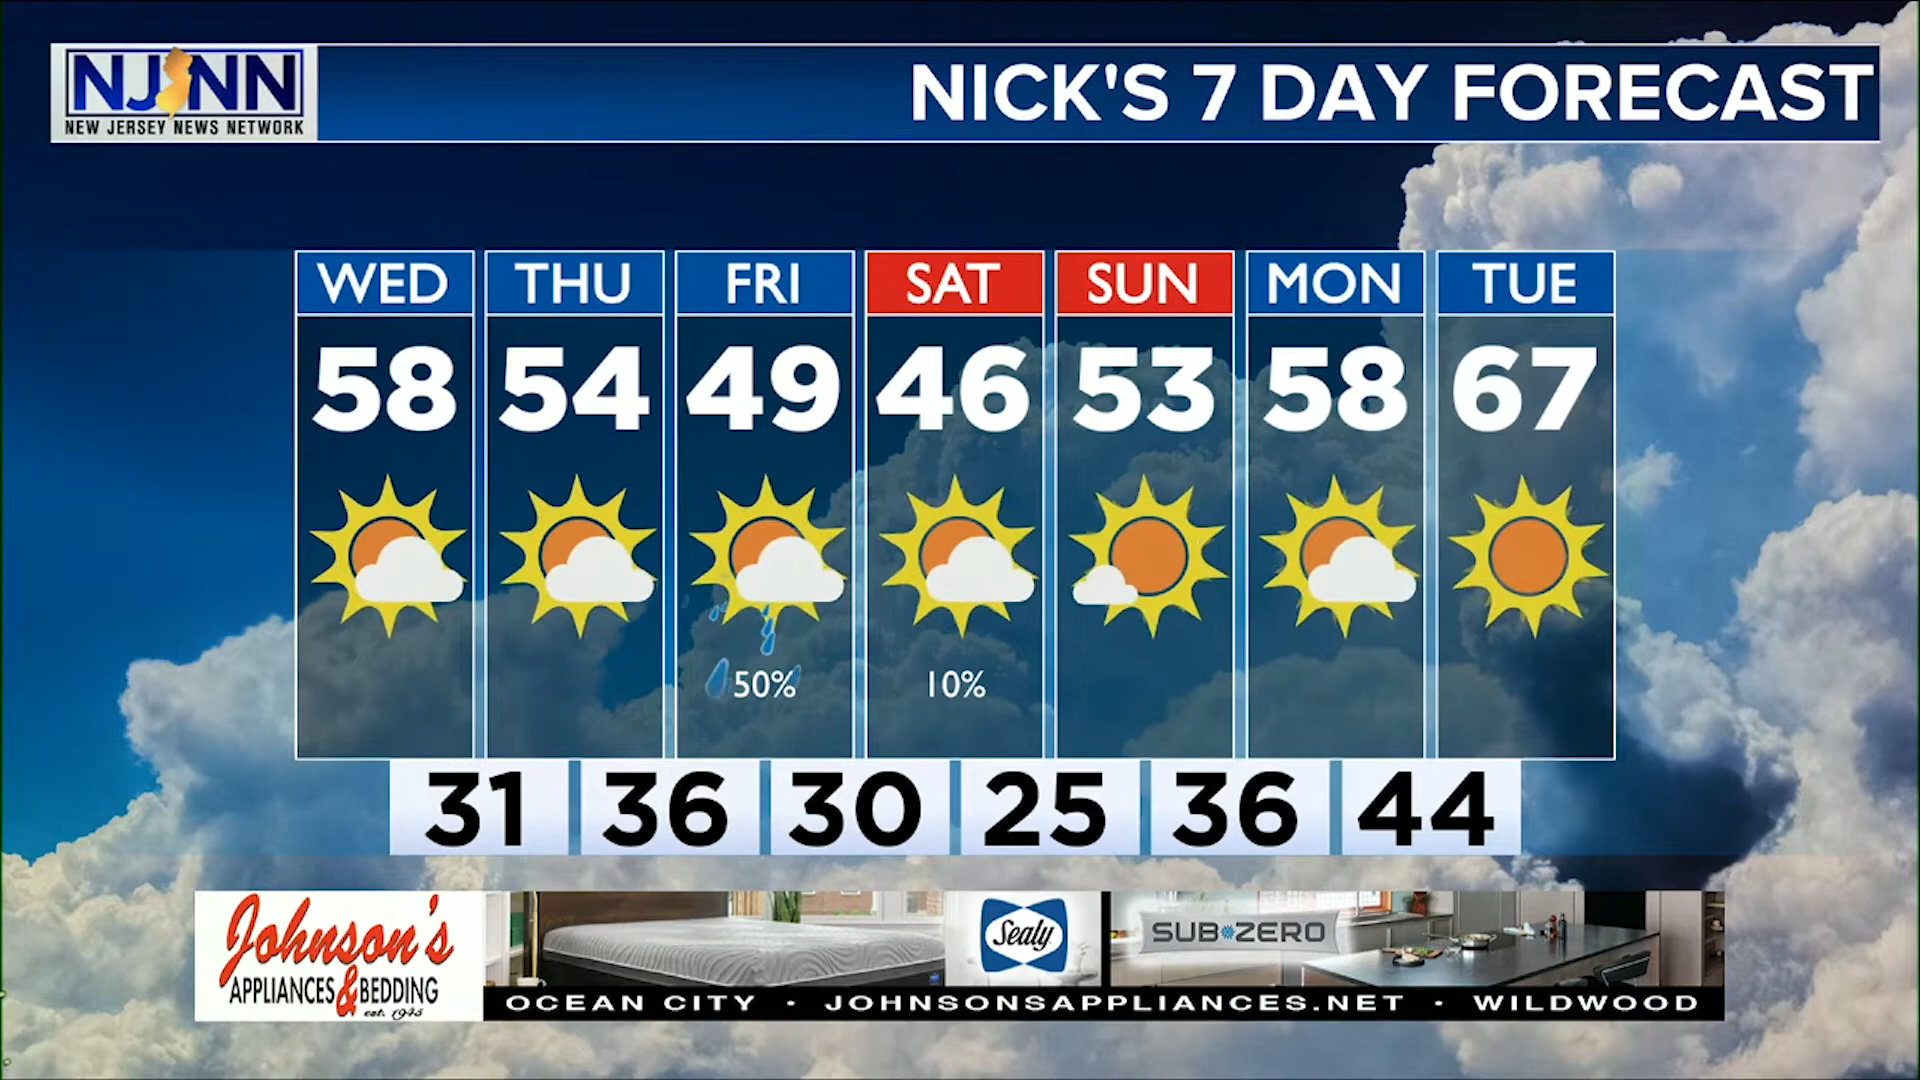 NJNN
NEW JERSEY NEWS NETWORK
NICK'S 7 DAY FORECAST
WED THU FRI SAT SUN MON TUE
58 54 49 46 53 58 67
50% 10%
31 36 30 25 36 44
Johnson's
APPLIANCES & BEDDING
est. 1945
Sealy
SUB ZERO
OCEAN CITY · JOHNSONSAPPLIANCES.NET · WILDWOOD